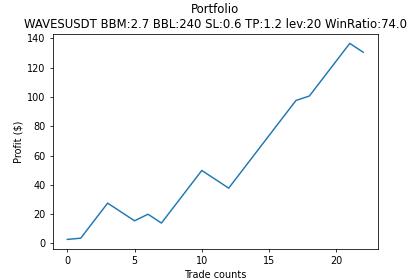 Portfolio
WAVESUSDT BBM:2.7 BBL:240 SL:0.6 TP:1.2 lev:20 WinRatio:74.0
140
120
100
80
60
40
20
0
Profit ($)
0 5 10 15 20
Trade counts